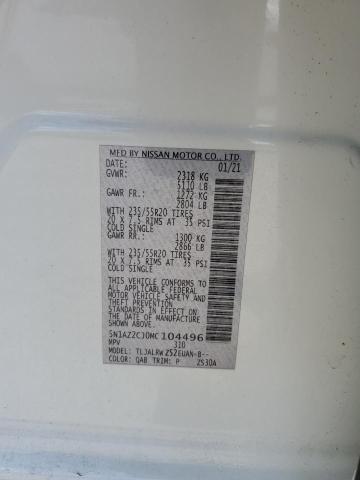 MFD BY NISSAN MOTOR CO., LTD.
DATE: 01/21
GVWR: 2318 KG
5110 LB
GAWR FR.: 1272 KG
2804 LB
WITH 235/55R20 TIRES
20 X 7.5 RIMS AT 35 PSI
COLD SINGLE
GAWR RR.: 1300 KG
2866 LB
WITH 235/55R20 TIRES
20 X 7.5 RIMS AT 35 PSI
COLD SINGLE
THIS VEHICLE CONFORMS TO ALL
APPLICABLE FEDERAL
MOTOR VEHICLE SAFETY AND
THEFT PREVENTION
STANDARDS IN EFFECT ON THE
DATE OF MANUFACTURE
SHOWN ABOVE
5N1AZ2CJ0MC104496
MPV 310
MODEL: TLJALRWZ52EUAN-B--
COLOR: QAB TRIM: P Z530A